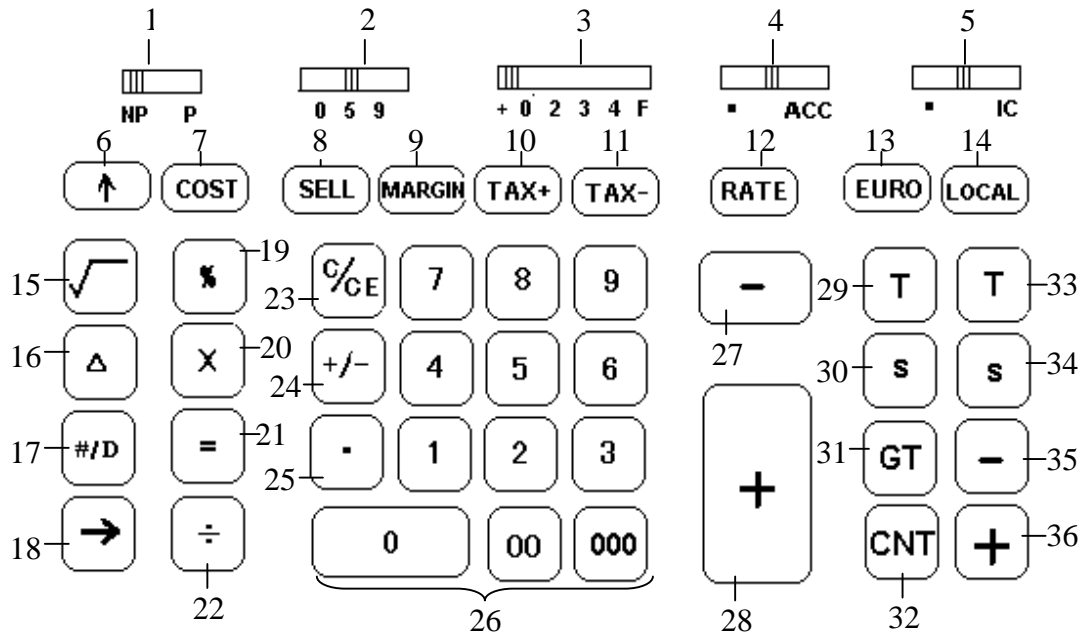 1 2 3 4 5
NP P 0 5 9 + 0 2 3 4 F ▪ ACC ▪ IC
6 7 8 9 10 11 12 13 14
↑ COST SELL MARGIN TAX+ TAX- RATE EURO LOCAL
15 √ % 19 23 C/CE 7 8 9 − 27 29 T T 33
16 △ X 20 24 +/− 4 5 6 30 s s 34
17 #/D = 21 25 ▪ 1 2 3 + 31 GT − 35
18 → ÷ 0 00 000 CNT + 36
22 26 28 32